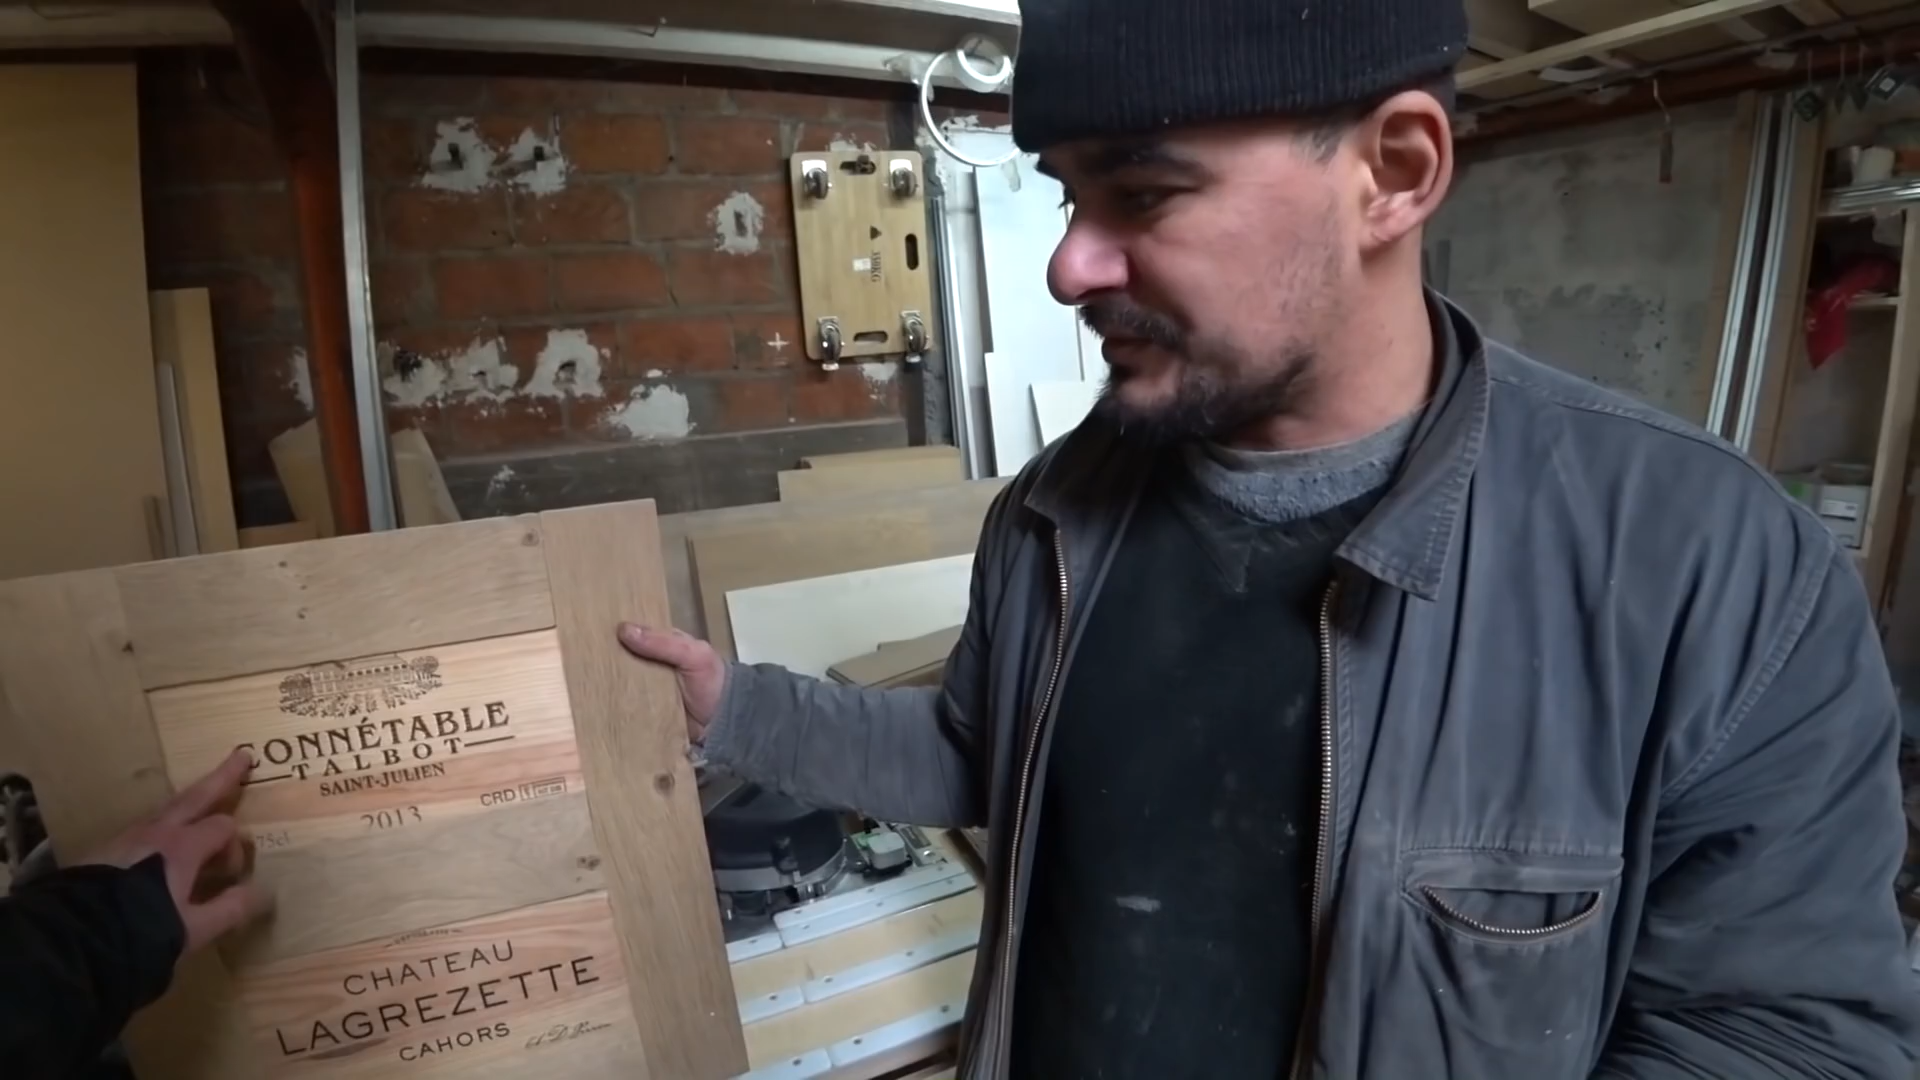 CONNÉTABLE
TALBOT
SAINT-JULIEN
2013
CRD
75cl
CHATEAU
LAGREZETTE
CAHORS